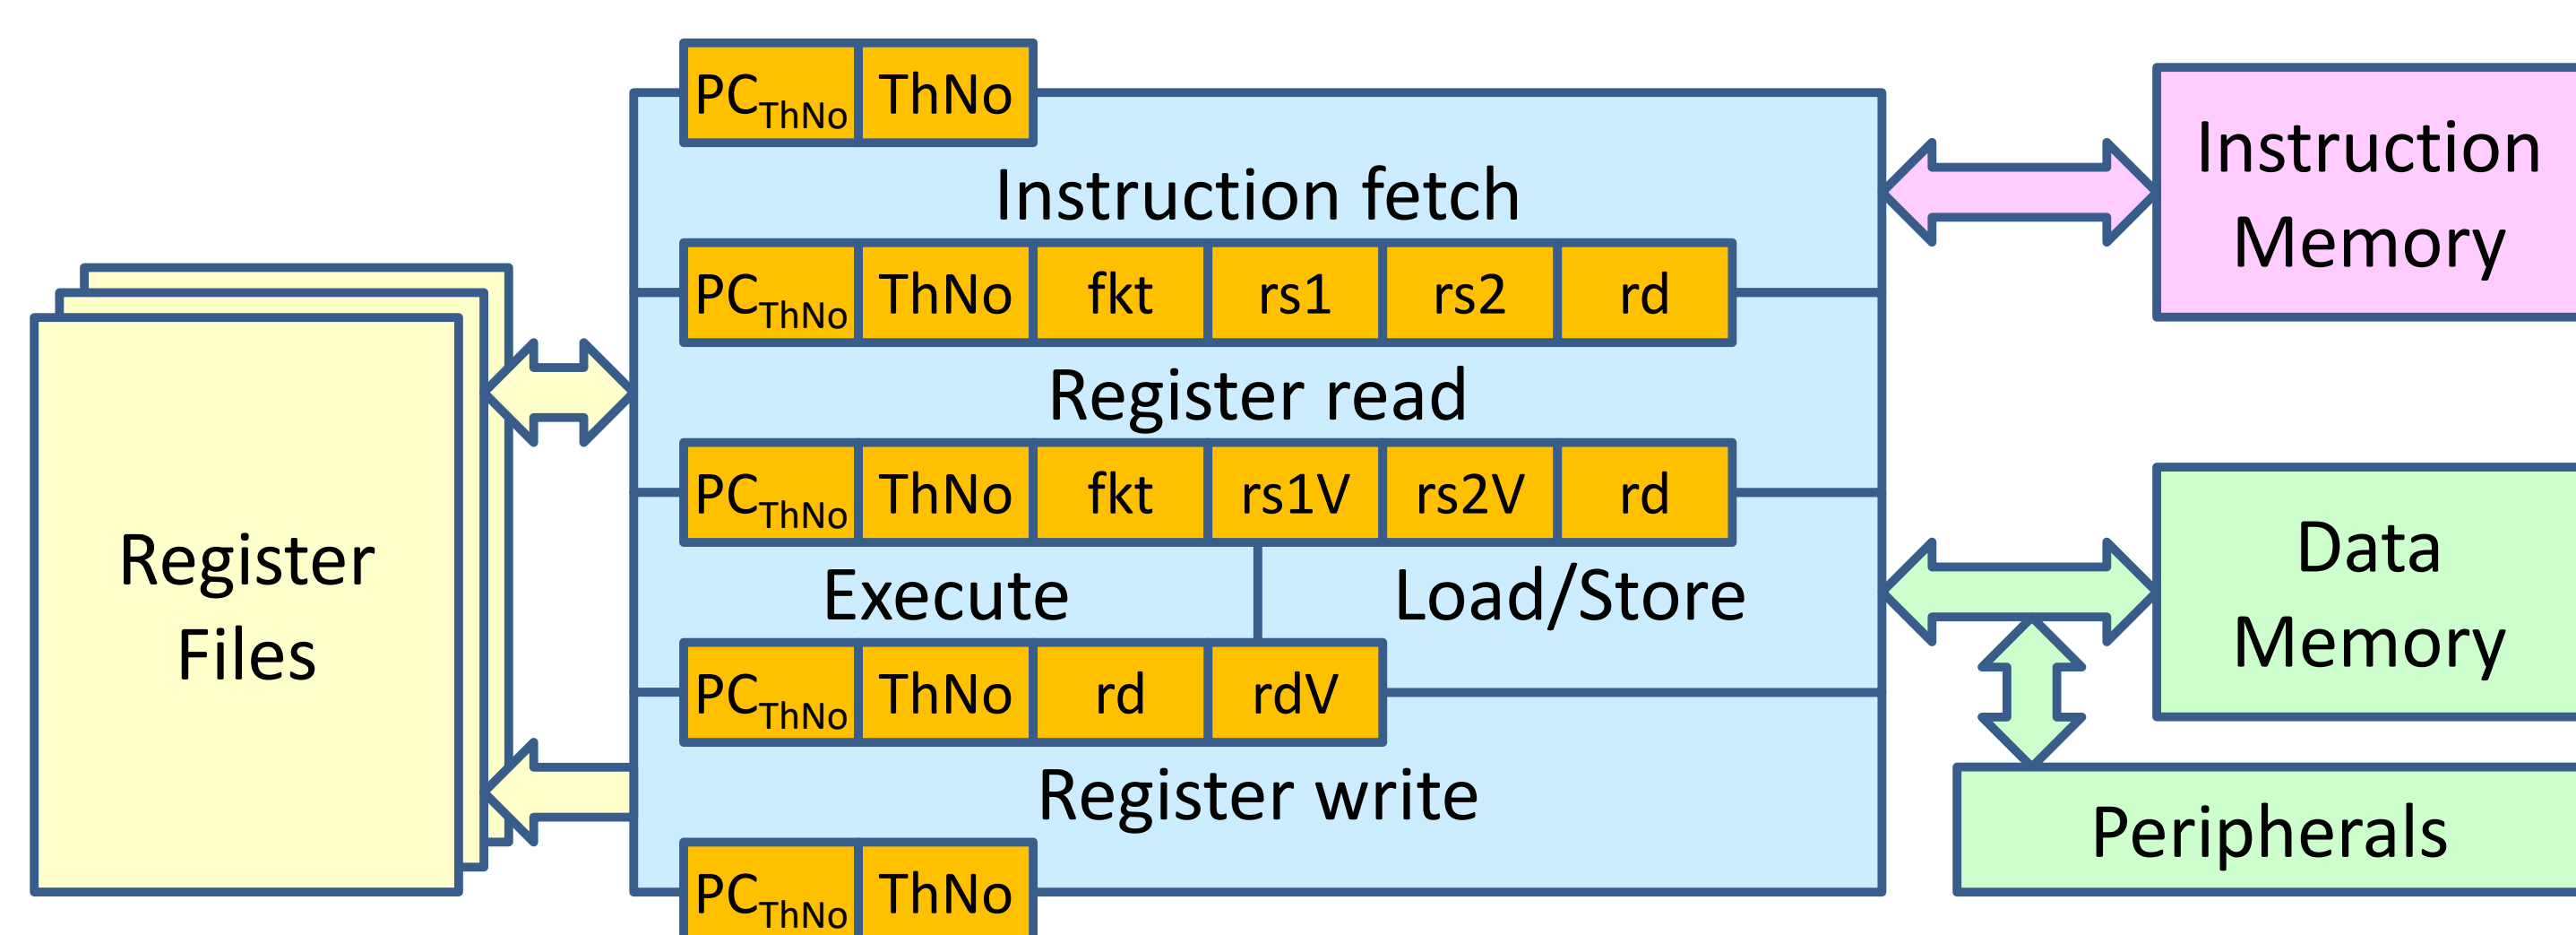 PCThNo ThNo
Instruction fetch
PCThNo ThNo fkt rs1 rs2 rd
Register read
PCThNo ThNo fkt rs1V rs2V rd
Execute Load/Store
PCThNo ThNo rd rdV
Register write
PCThNo ThNo
Register
Files
Instruction
Memory
Data
Memory
Peripherals